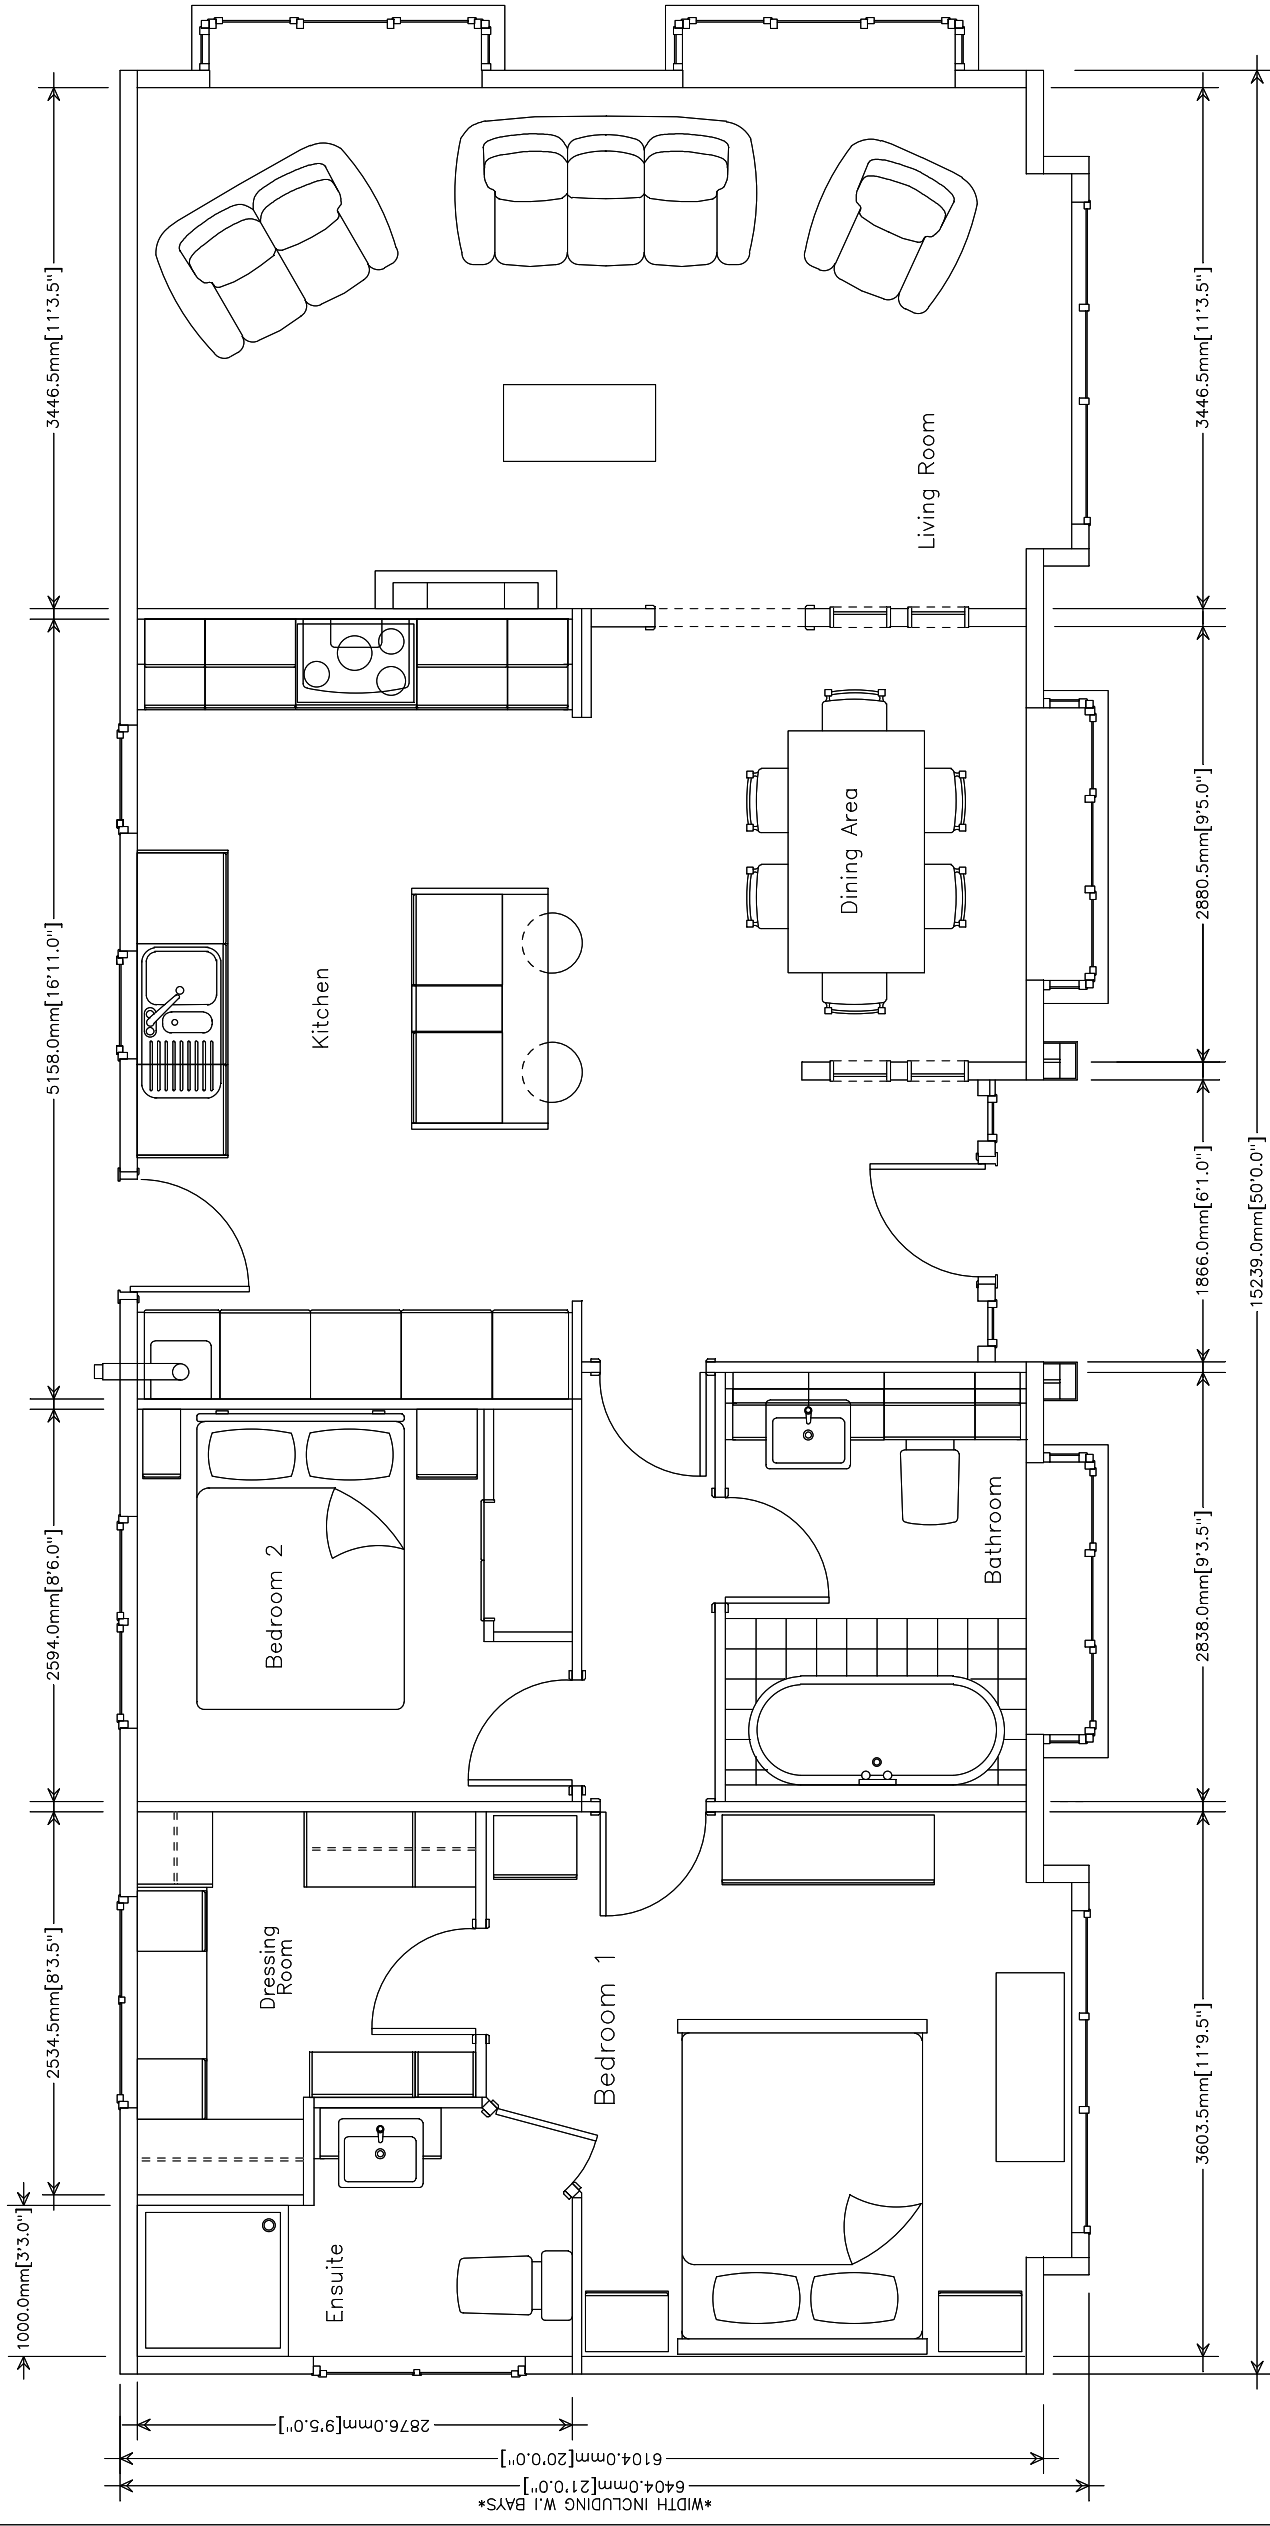 3446.5mm[11'3.5"]
5158.0mm[16'11.0"]
2594.0mm[8'6.0"]
2534.5mm[8'3.5"]
1000.0mm[3'3.0"]
Living Room
Kitchen
Dining Area
Bedroom 2
Bathroom
Dressing
Room
Bedroom 1
Ensuite
3446.5mm[11'3.5"]
2880.5mm[9'5.0"]
1866.0mm[6'1.0"]
2838.0mm[9'3.5"]
3603.5mm[11'9.5"]
15239.0mm[50'0.0"]
2876.0mm[9'5.0"]
6104.0mm[20'0.0"]
6404.0mm[21'0.0"]
*WIDTH INCLUDING W.I BAYS*